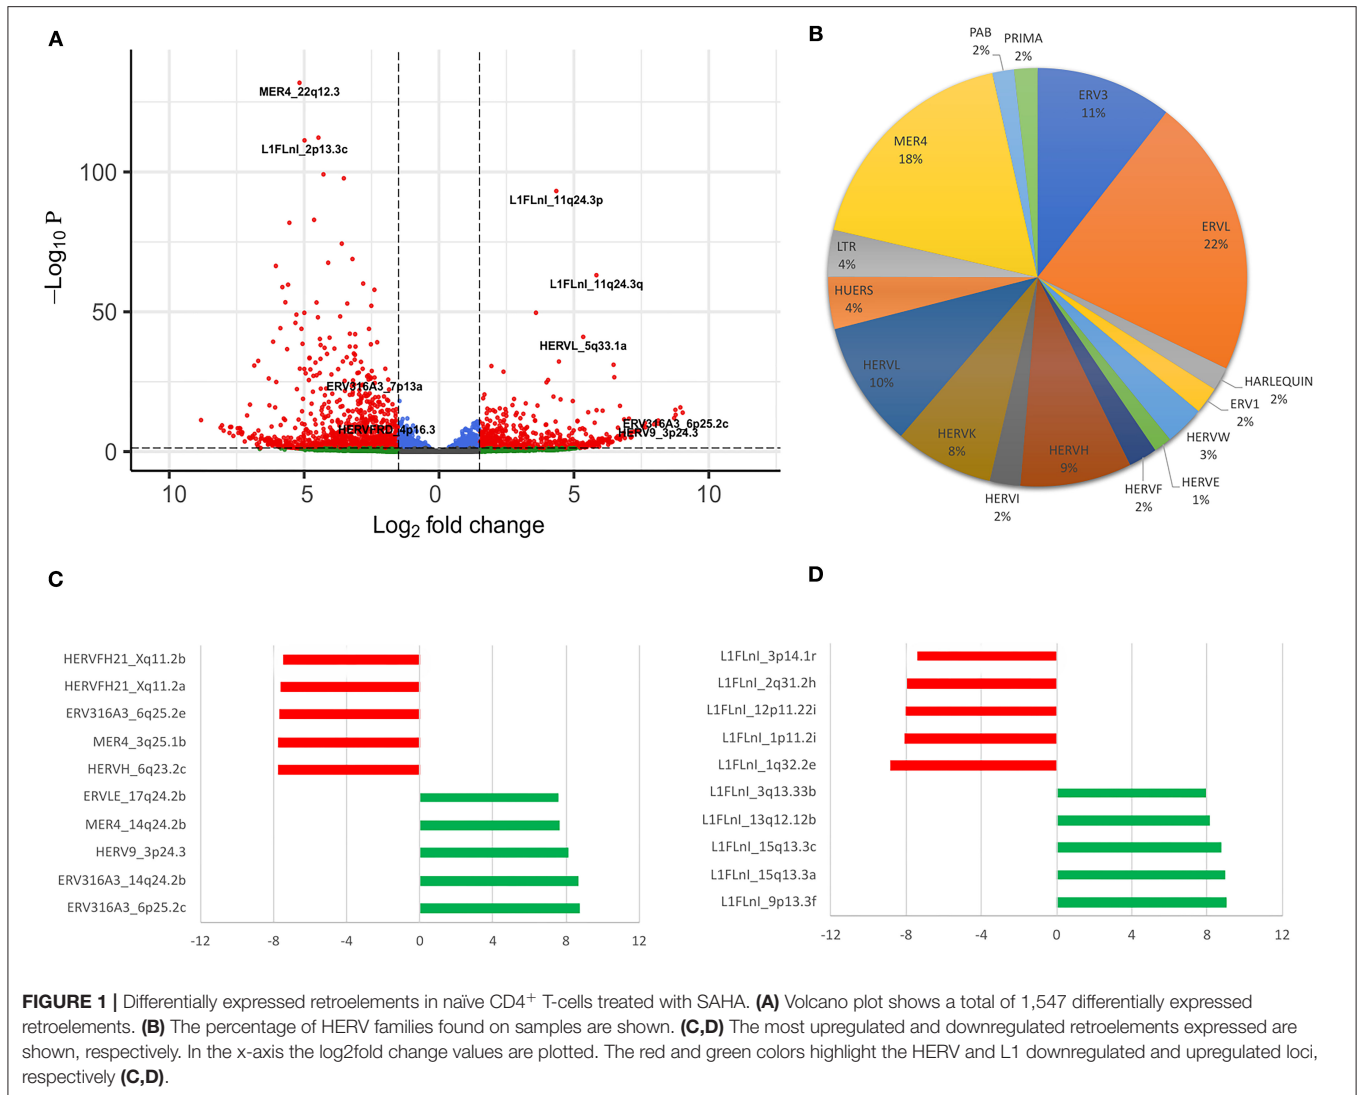 A
MER4_22q12.3
L1FLnI_2p13.3c
L1FLnI_11q24.3p
L1FLnI_11q24.3q
HERVL_5q33.1a
ERV316A3_7p13a
HERVFRD_4p16.3
ERV316A3_6p25.2c
HERV9_3p24.3
−Log10 P
100
50
0
10
5
0
5
10
Log2 fold change
B
PAB
2%
PRIMA
2%
ERV3
11%
ERVL
22%
HARLEQUIN
2%
ERV1
2%
HERVW
3%
HERVE
1%
HERVF
2%
HERVH
9%
HERVI
2%
HERVK
8%
HERVL
10%
HUERS
4%
LTR
4%
MER4
18%
C
HERVFH21_Xq11.2b
HERVFH21_Xq11.2a
ERV316A3_6q25.2e
MER4_3q25.1b
HERVH_6q23.2c
ERVLE_17q24.2b
MER4_14q24.2b
HERV9_3p24.3
ERV316A3_14q24.2b
ERV316A3_6p25.2c
-12 -8 -4 0 4 8 12
D
L1FLnI_3p14.1r
L1FLnI_2q31.2h
L1FLnI_12p11.22i
L1FLnI_1p11.2i
L1FLnI_1q32.2e
L1FLnI_3q13.33b
L1FLnI_13q12.12b
L1FLnI_15q13.3c
L1FLnI_15q13.3a
L1FLnI_9p13.3f
-12 -8 -4 0 4 8 12
FIGURE 1 | Differentially expressed retroelements in naïve CD4+ T-cells treated with SAHA. (A) Volcano plot shows a total of 1,547 differentially expressed
retroelements. (B) The percentage of HERV families found on samples are shown. (C,D) The most upregulated and downregulated retroelements expressed are
shown, respectively. In the x-axis the log2fold change values are plotted. The red and green colors highlight the HERV and L1 downregulated and upregulated loci,
respectively (C,D).